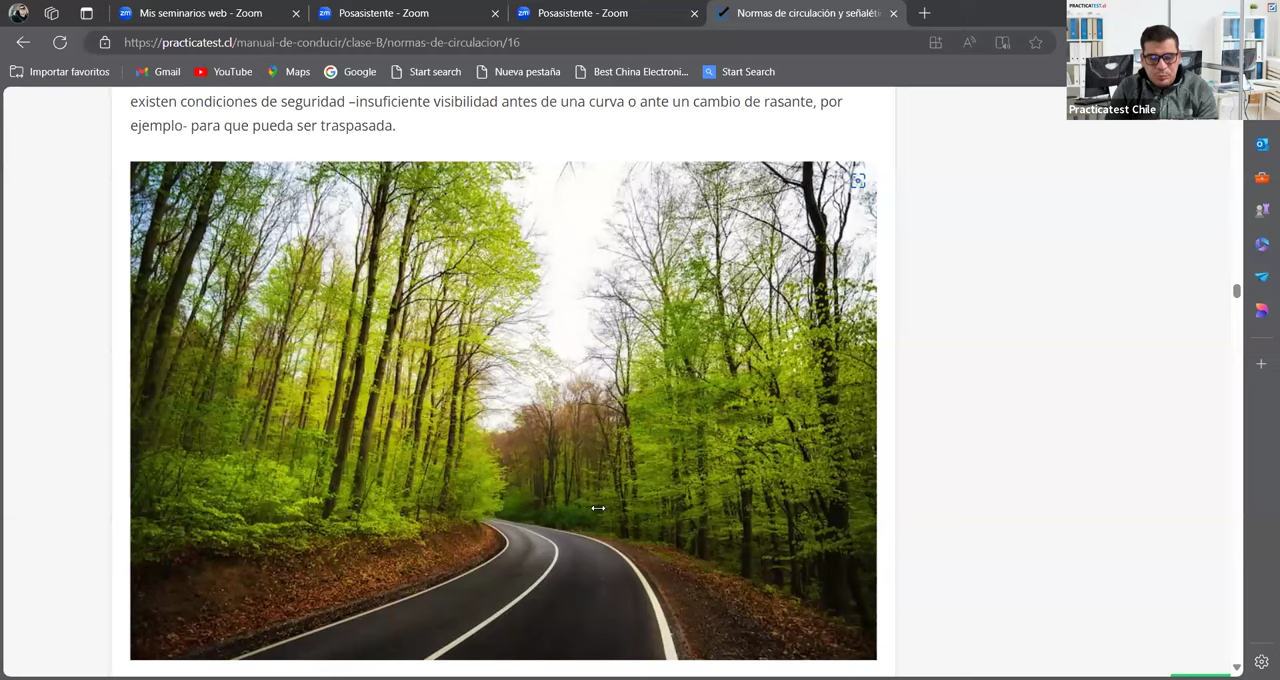 Mis seminarios web - Zoom
Posasistente - Zoom
Posasistente - Zoom
Normas de circulación y señaléti
https://practicatest.cl/manual-de-conducir/clase-B/normas-de-circulacion/16
Importar favoritos
Gmail
YouTube
Maps
Google
Start search
Nueva pestaña
Best China Electroni...
Start Search
PRACTICATEST.cl
Practicatest Chile
existen condiciones de seguridad –insuficiente visibilidad antes de una curva o ante un cambio de rasante, por
ejemplo- para que pueda ser traspasada.